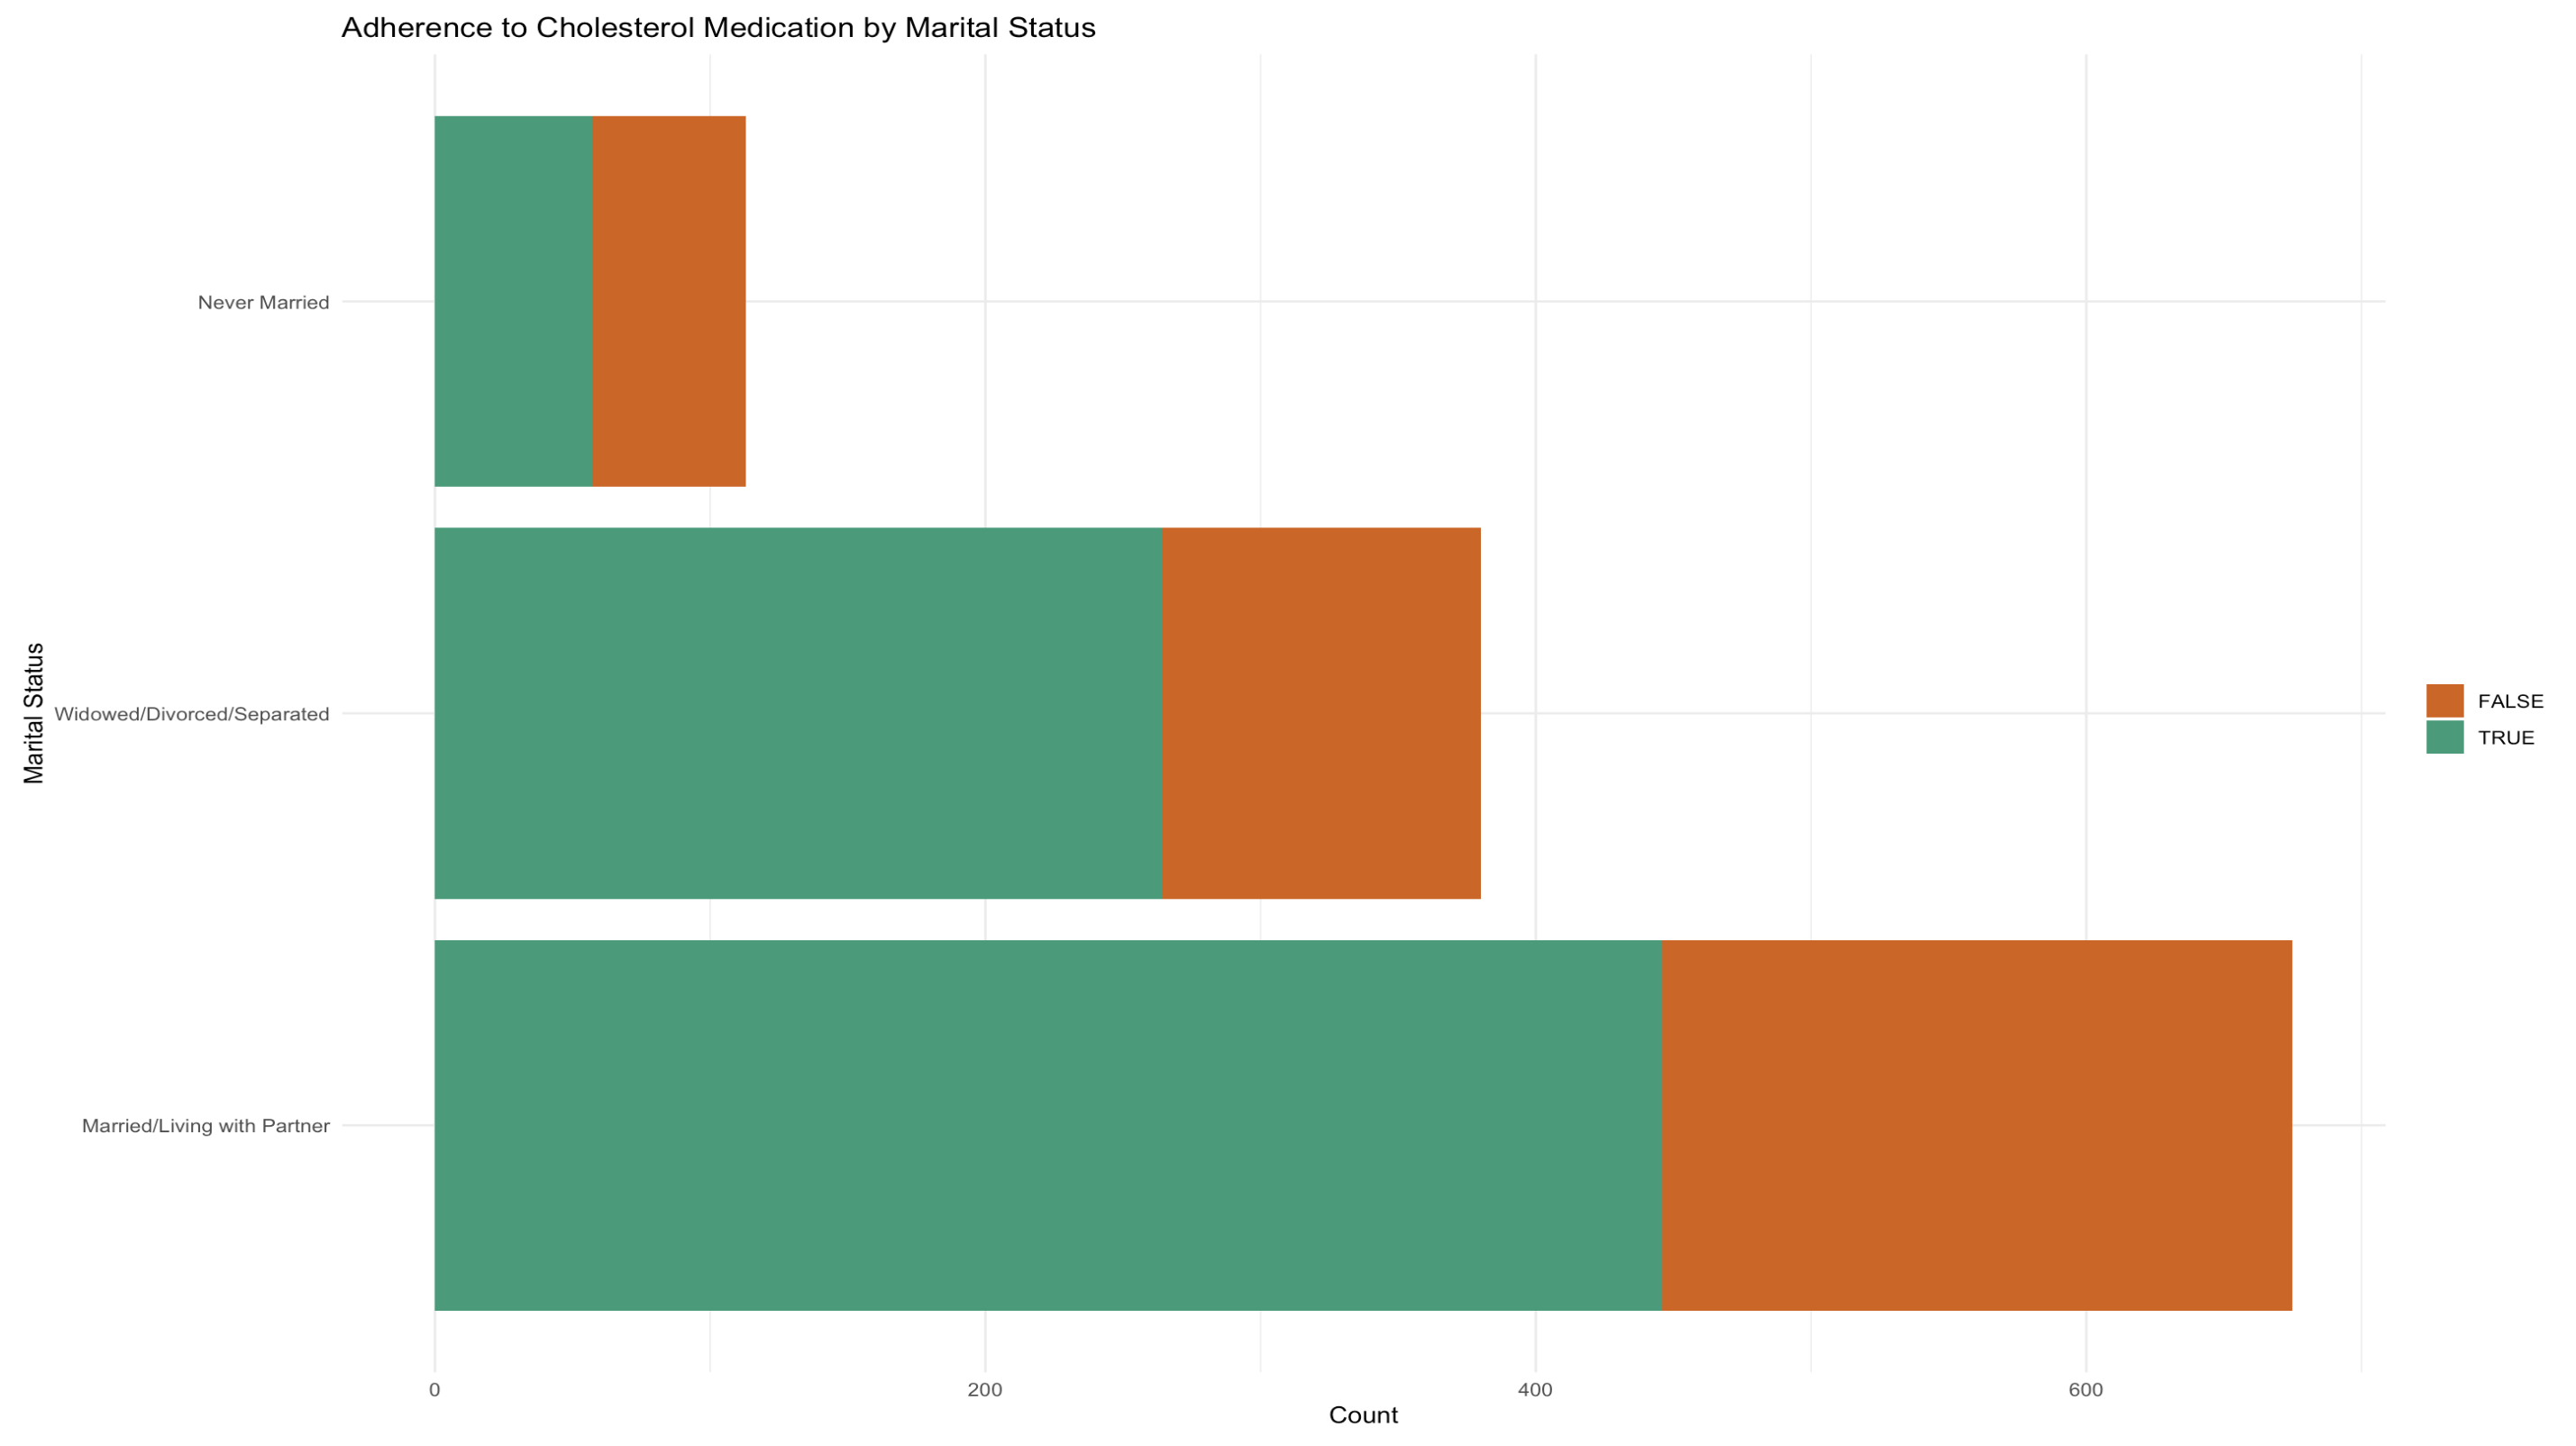 Adherence to Cholesterol Medication by Marital Status
Never Married
Widowed/Divorced/Separated
Married/Living with Partner
Marital Status
0 200 400 600
Count
FALSE
TRUE